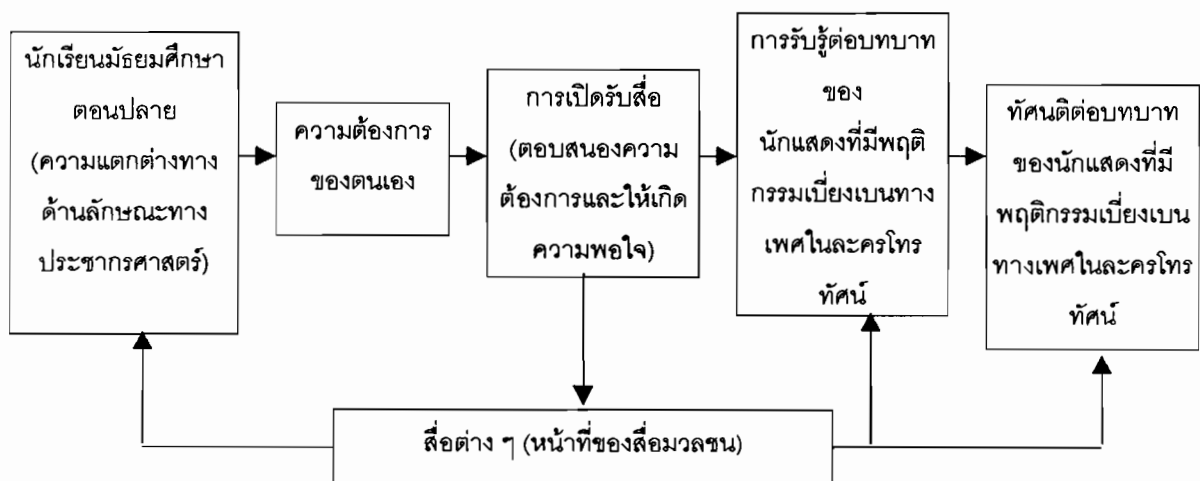 นักเรียนมัธยมศึกษา
ตอนปลาย
(ความแตกต่างทาง
ด้านลักษณะทาง
ประชากรศาสตร์)
ความต้องการ
ของตนเอง
การเปิดรับสื่อ
(ตอบสนองความ
ต้องการและให้เกิด
ความพอใจ)
การรับรู้ต่อบทบาท
ของ
นักแสดงที่มีพฤติ
กรรมเบี่ยงเบนทาง
เพศในละครโทร
ทัศน์
ทัศนติต่อบทบาท
ของนักแสดงที่มี
พฤติกรรมเบี่ยงเบน
ทางเพศในละครโทร
ทัศน์
สื่อต่าง ๆ (หน้าที่ของสื่อมวลชน)